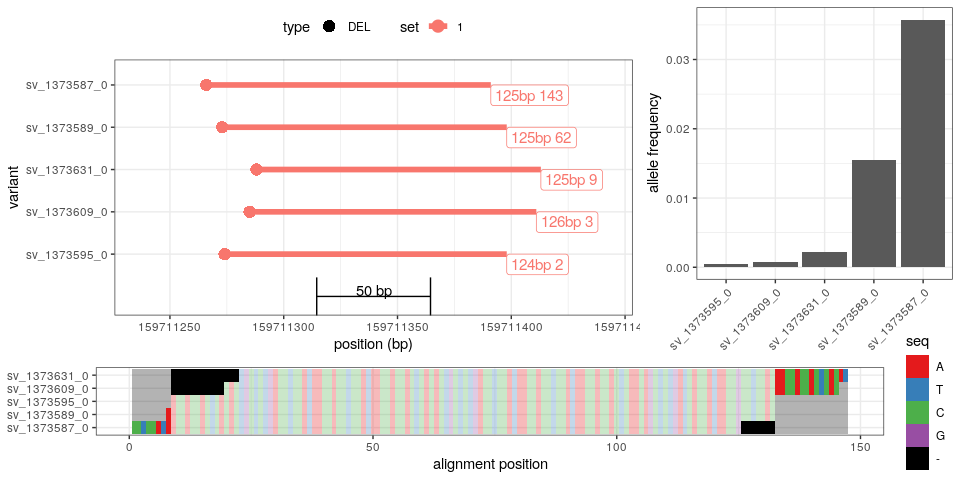 type DEL set 1
variant
sv_1373587_0
sv_1373589_0
sv_1373631_0
sv_1373609_0
sv_1373595_0
125bp 143
125bp 62
125bp 9
126bp 3
124bp 2
50 bp
159711250 159711300 159711350 159711400 1597114
position (bp)
allele frequency
0.03
0.02
0.01
0.00
sv_1373595_0 sv_1373609_0 sv_1373631_0 sv_1373589_0 sv_1373587_0
sv_1373631_0
sv_1373609_0
sv_1373595_0
sv_1373589_0
sv_1373587_0
0 50 100 150
alignment position
seq
A
T
C
G
-